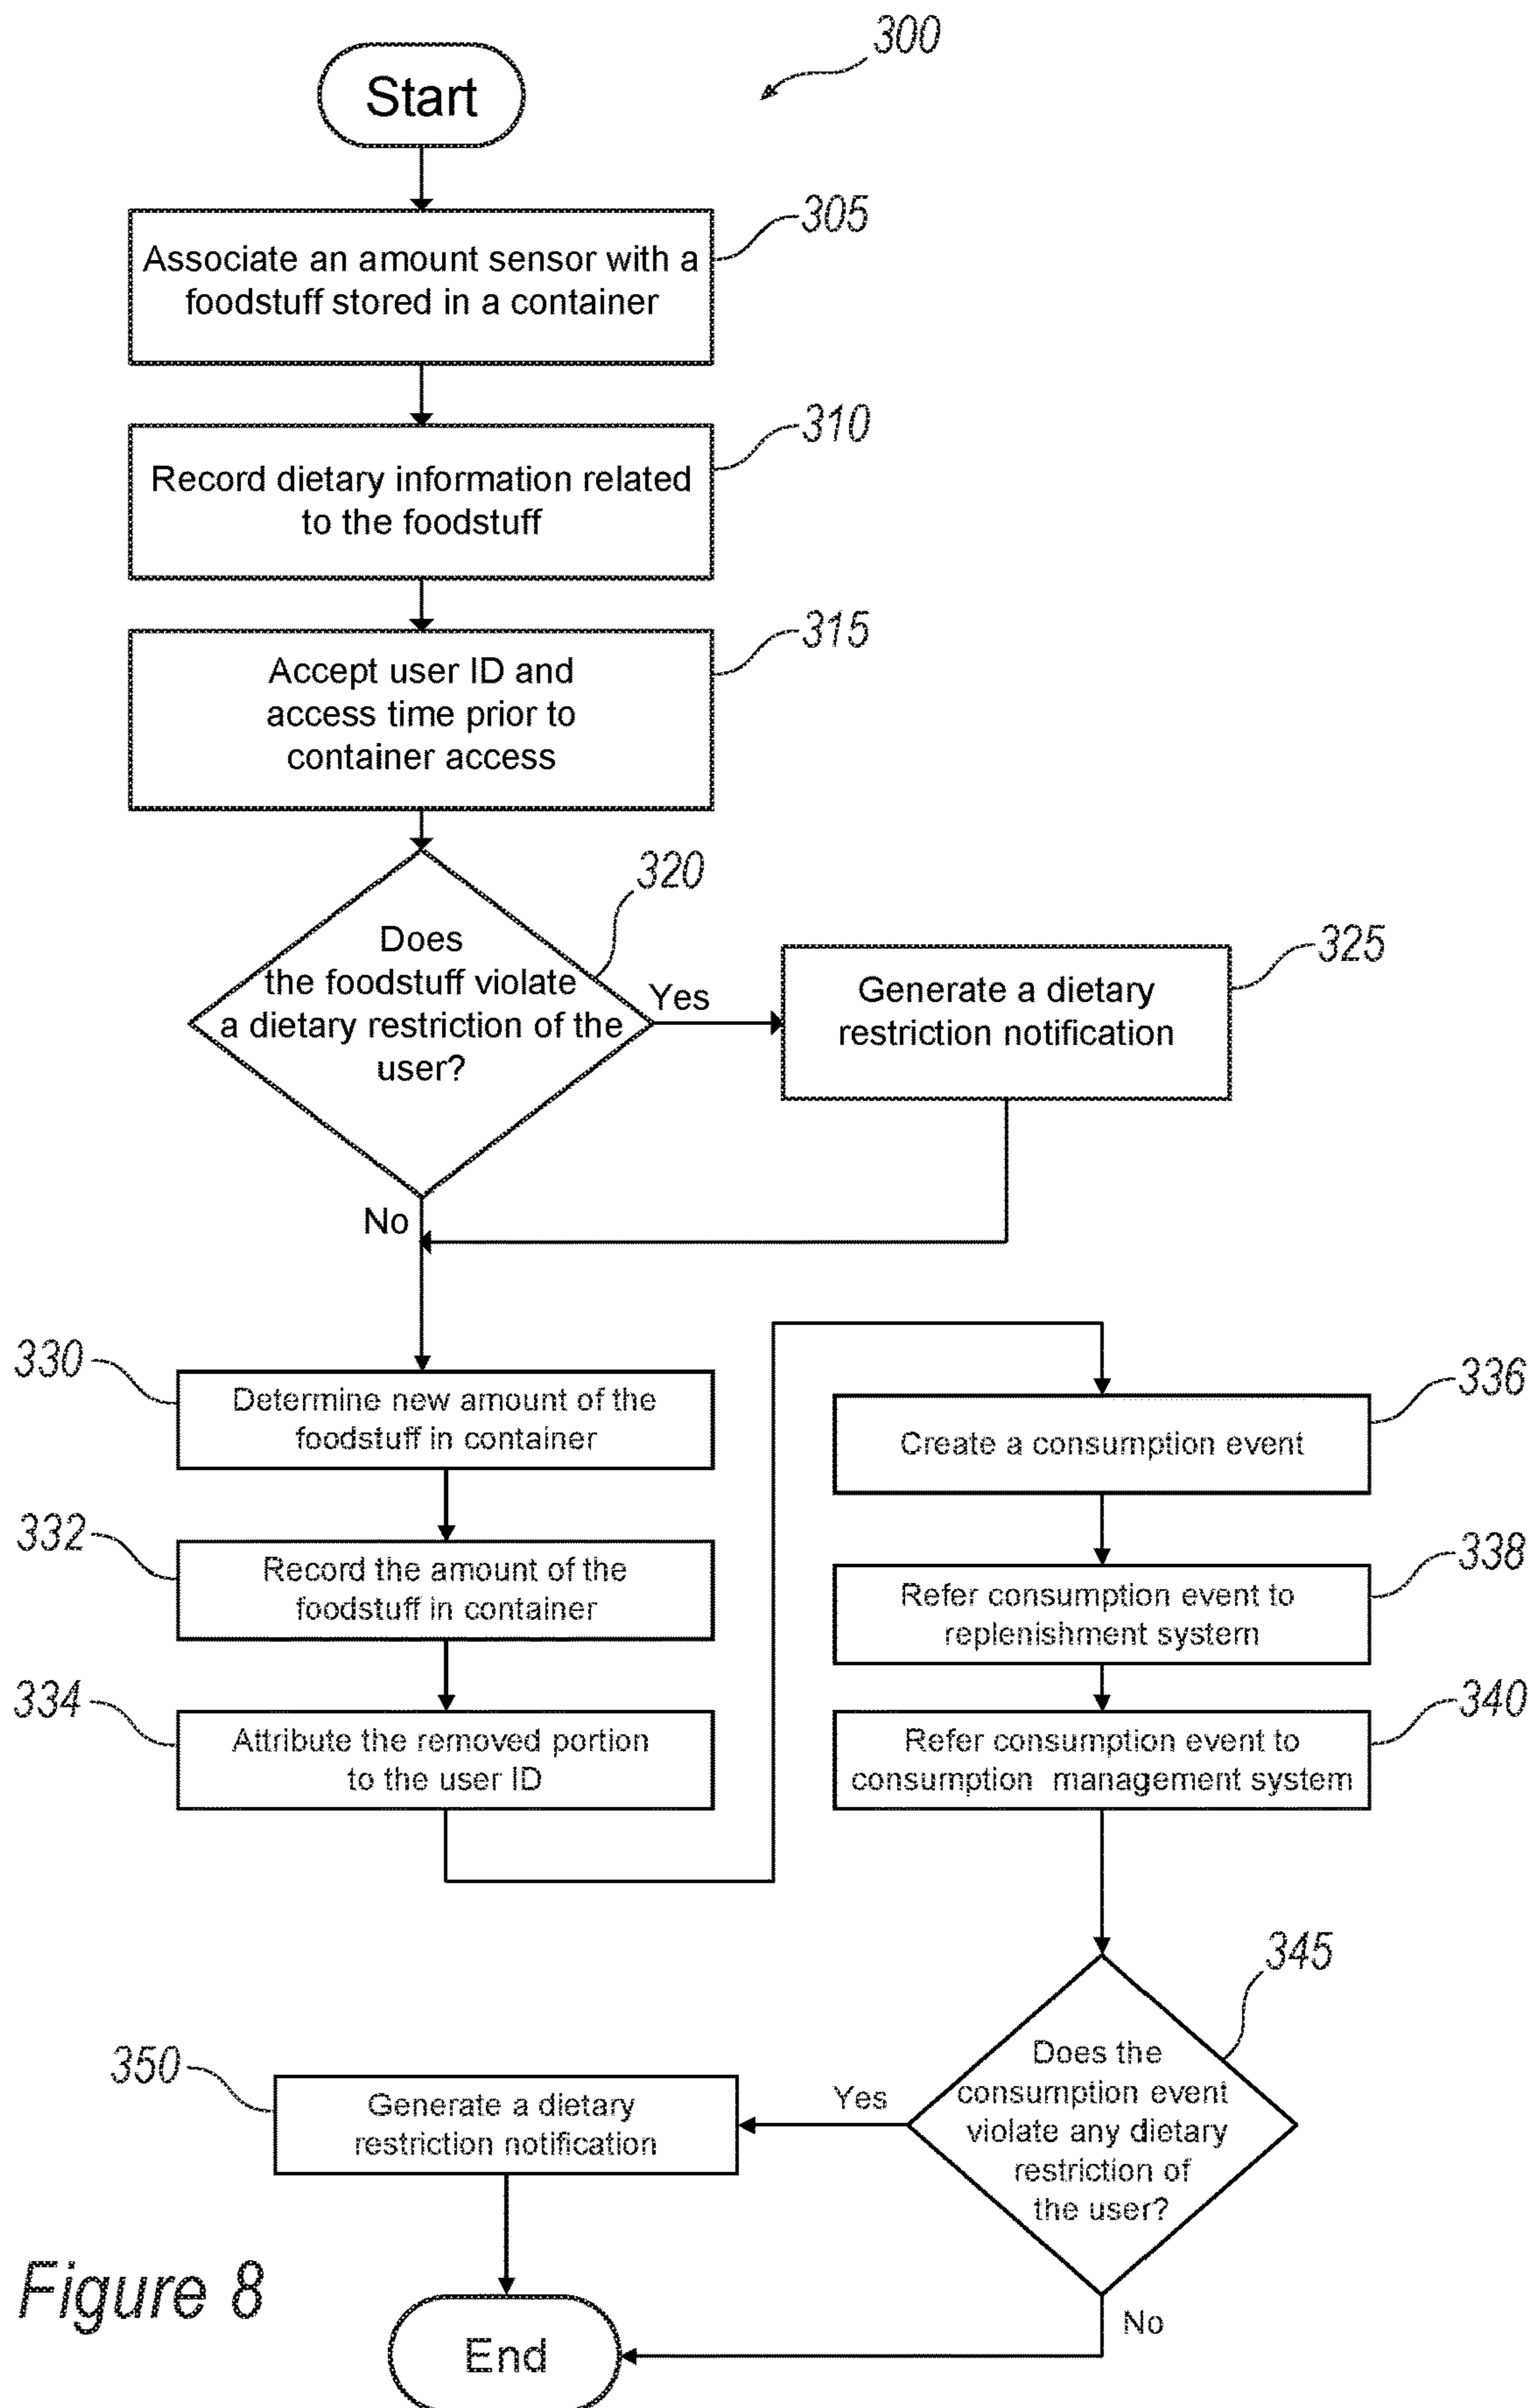 300
Start
305
Associate an amount sensor with a
foodstuff stored in a container
310
Record dietary information related
to the foodstuff
315
Accept user ID and
access time prior to
container access
320
Does
the foodstuff violate
a dietary restriction of the
user?
Yes
325
Generate a dietary
restriction notification
No
330
Determine new amount of the
foodstuff in container
332
Record the amount of the
foodstuff in container
334
Attribute the removed portion
to the user ID
336
Create a consumption event
338
Refer consumption event to
replenishment system
340
Refer consumption event to
consumption management system
345
Does the
consumption event
violate any dietary
restriction of
the user?
Yes
350
Generate a dietary
restriction notification
No
End
Figure 8